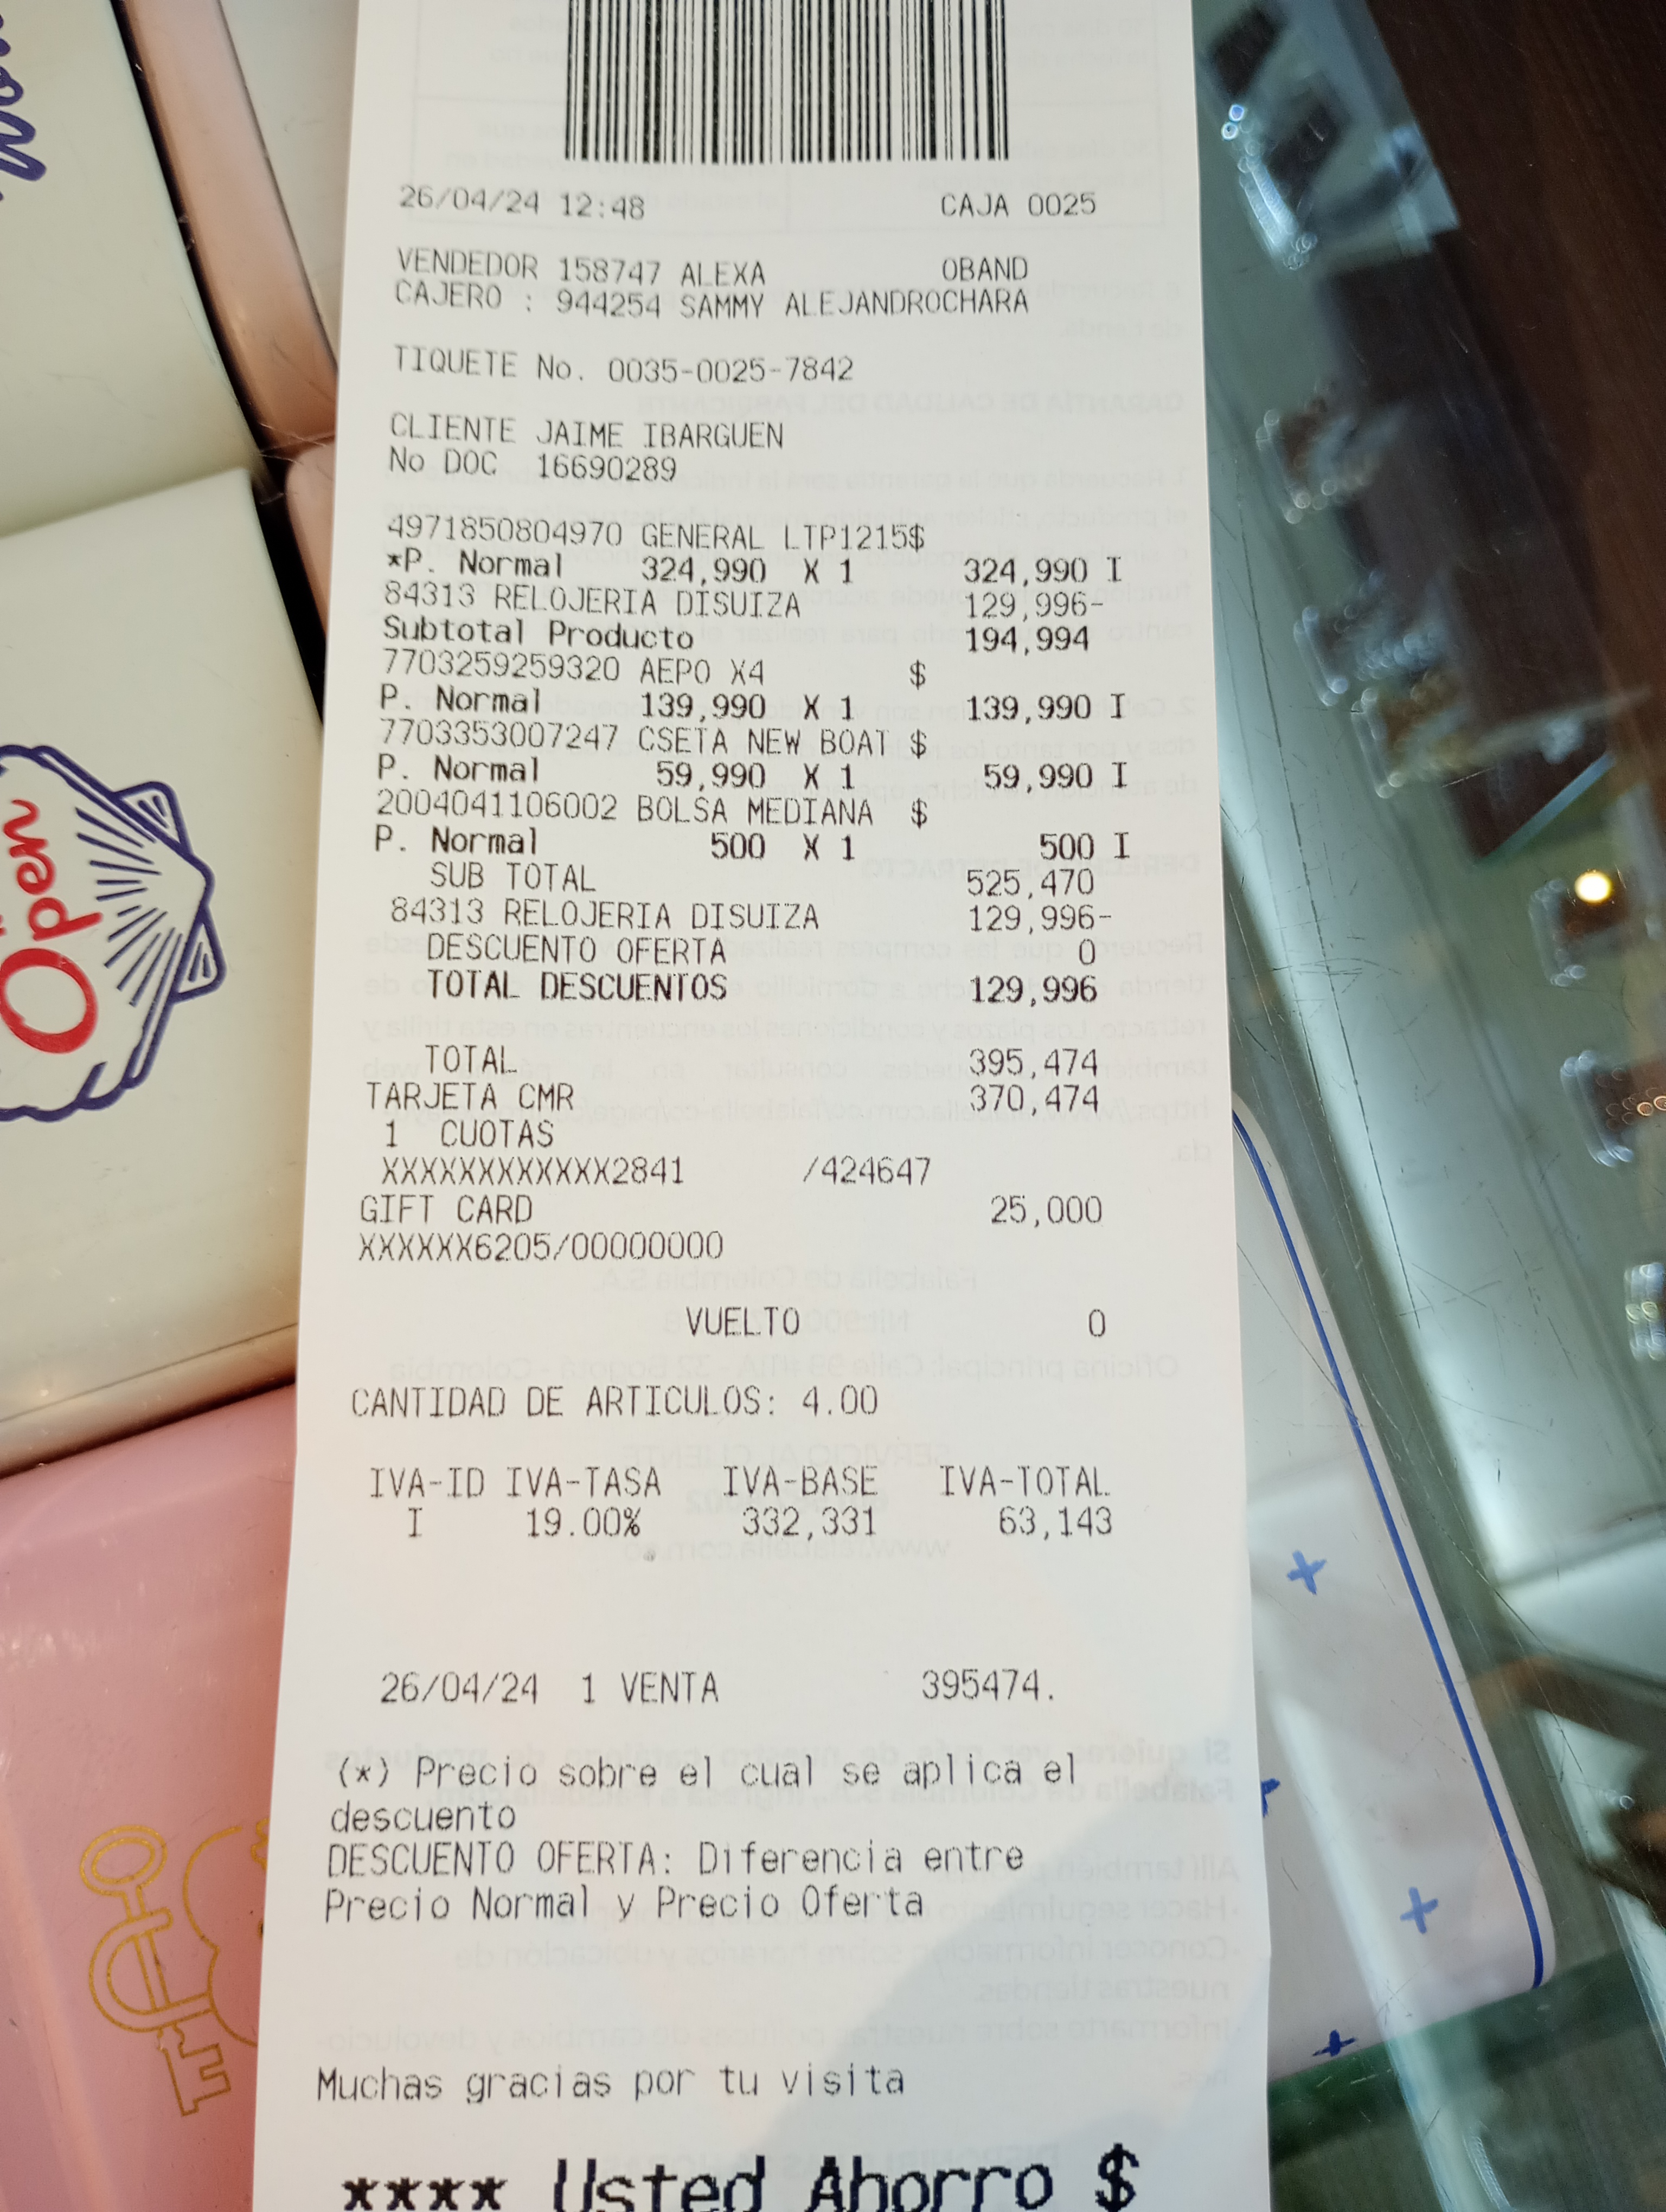 26/04/24 12:48 CAJA 0025
VENDEDOR 158747 ALEXA OBAND
CAJERO : 944254 SAMMY ALEJANDROCHARA
TIQUETE No. 0035-0025-7842
CLIENTE JAIME IBARGUEN
No DOC 16690289
4971850804970 GENERAL LTP1215$
*P. Normal 324,990 X 1 324,990 I
84313 RELOJERIA DISUIZA 129,996-
Subtotal Producto 194,994
7703259259320 AEPO X4 $
P. Normal 139,990 X 1 139,990 I
7703353007247 CSETA NEW BOAT $
P. Normal 59,990 X 1 59,990 I
2004041106002 BOLSA MEDIANA $
P. Normal 500 X 1 500 I
SUB TOTAL 525,470
84313 RELOJERIA DISUIZA 129,996-
DESCUENTO OFERTA 0
TOTAL DESCUENTOS 129,996
TOTAL 395,474
TARJETA CMR 370,474
1 CUOTAS
XXXXXXXXXXXX2841 /424647
GIFT CARD 25,000
XXXXXX6205/00000000
VUELTO 0
CANTIDAD DE ARTICULOS: 4.00
IVA-ID IVA-TASA IVA-BASE IVA-TOTAL
I 19.00% 332,331 63,143
26/04/24 1 VENTA 395474.
(*) Precio sobre el cual se aplica el
descuento
DESCUENTO OFERTA: Diferencia entre
Precio Normal y Precio Oferta
Muchas gracias por tu visita
**** Usted Ahorro $
Open